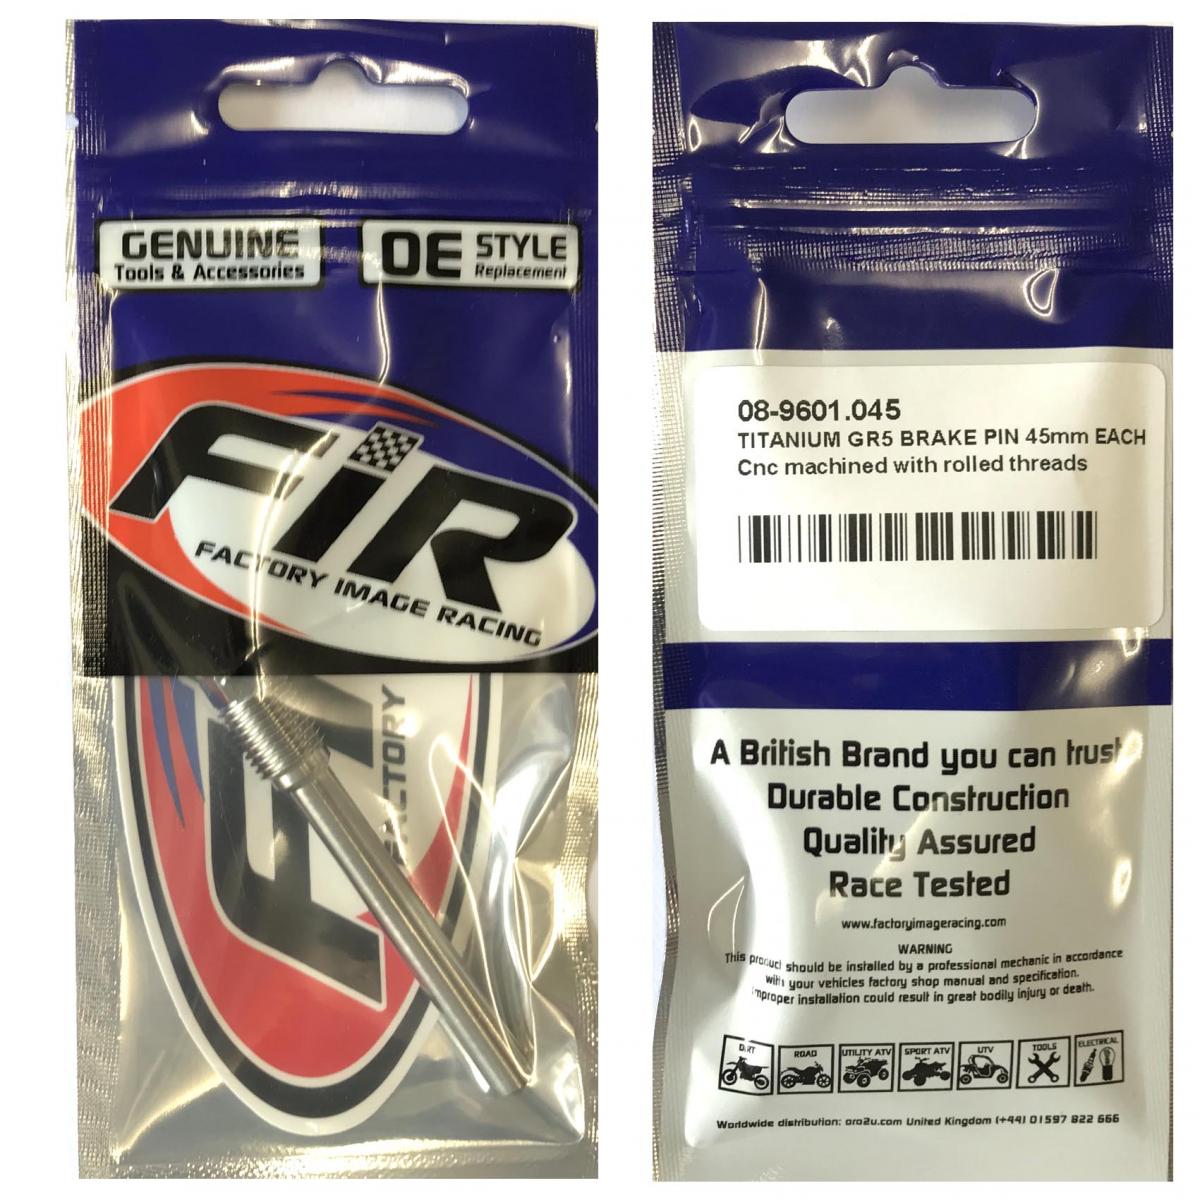 GENUINE
Tools & Accessories
OE STYLE
Replacement
FiR
FACTORY IMAGE RACING
FACTORY
08-9601.045
TITANIUM GR5 BRAKE PIN 45mm EACH
Cnc machined with rolled threads
A British Brand you can trust
Durable Construction
Quality Assured
Race Tested
www.factoryimageracing.com
WARNING
This product should be installed by a professional mechanic in accordance
with your vehicles factory shop manual and specification.
Improper installation could result in great bodily injury or death.
DIRT
ROAD
UTILITY ATV
SPORT ATV
UTV
TOOLS
ELECTRICAL
Worldwide distribution: oro2u.com United Kingdom (+44) 01597 822 666